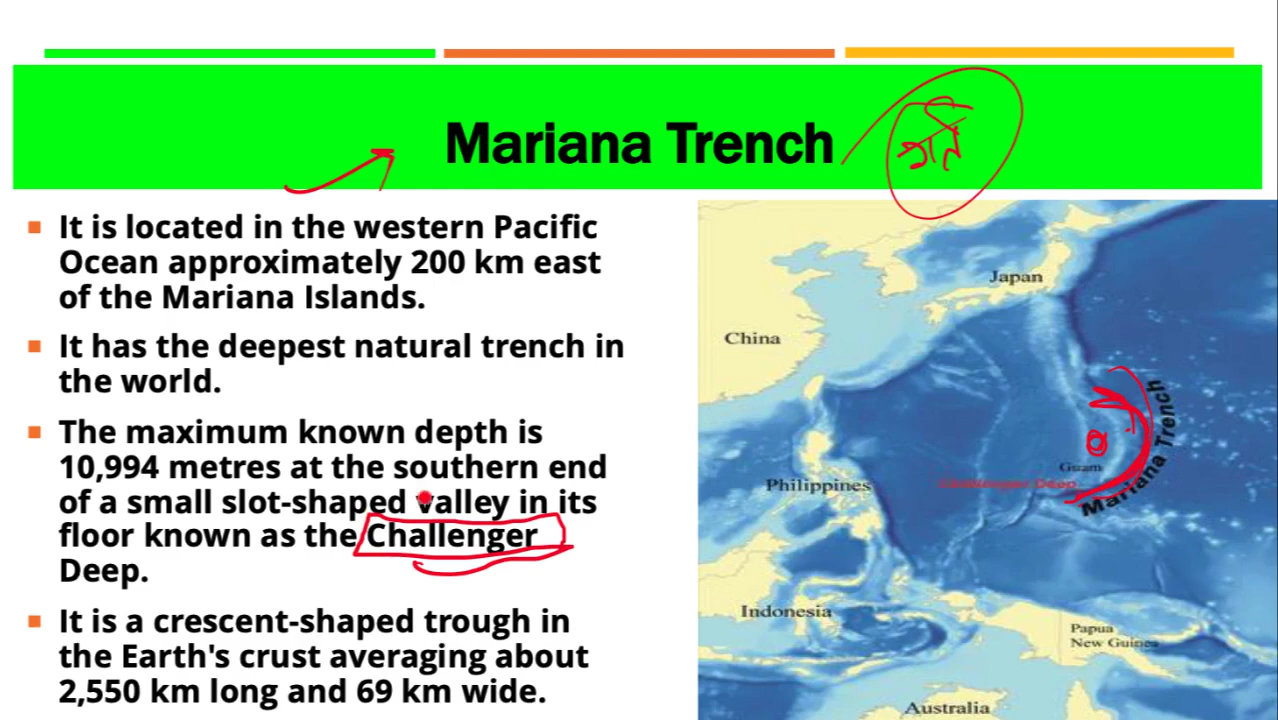 Mariana Trench
It is located in the western Pacific
Ocean approximately 200 km east
of the Mariana Islands.
It has the deepest natural trench in
the world.
The maximum known depth is
10,994 metres at the southern end
of a small slot-shaped valley in its
floor known as the Challenger
Deep.
It is a crescent-shaped trough in
the Earth's crust averaging about
2,550 km long and 69 km wide.
Japan
China
Mariana Trench
Guam
Challenger Deep
Philippines
Indonesia
Papua
New Guinea
Australia